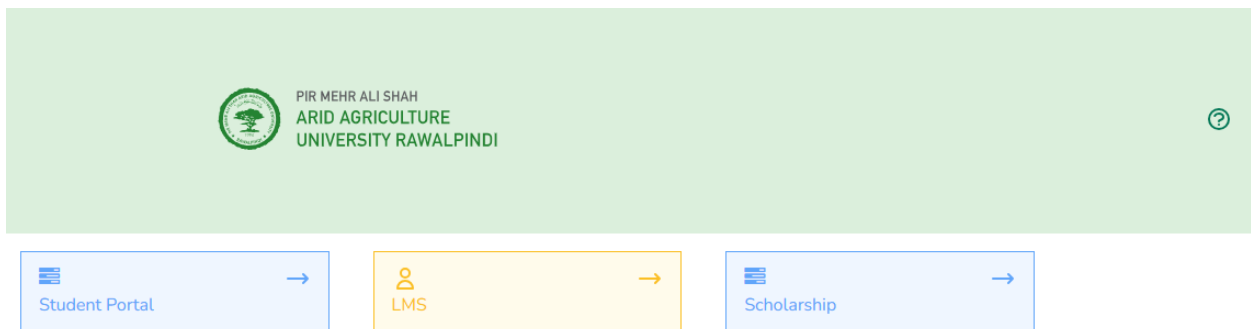 PIR MEHR ALI SHAH
ARID AGRICULTURE
UNIVERSITY RAWALPINDI
Student Portal
LMS
Scholarship